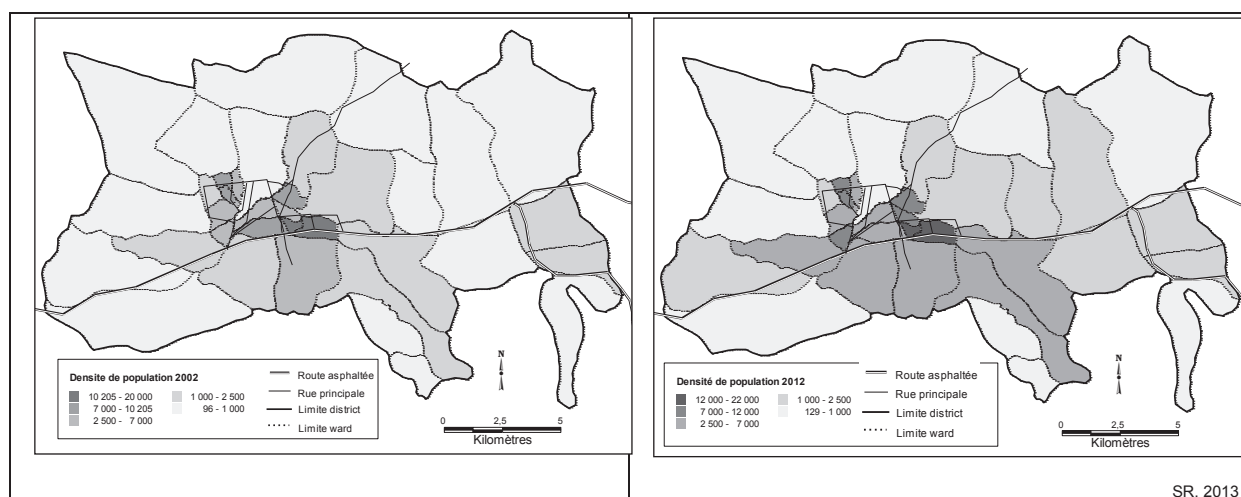 N
Densite de population 2002
10 205 - 20 000
7 000 - 10 205
2 500 - 7 000
1 000 - 2 500
96 - 1 000
Route asphaltée
Rue principale
Limite district
Limite ward
0 2,5 5
Kilomètres
N
Densité de population 2012
12 000 - 22 000
7 000 - 12 000
2 500 - 7 000
1 000 - 2 500
129 - 1 000
Route asphaltée
Rue principale
Limite district
Limite ward
0 2,5 5
Kilomètres
SR, 2013